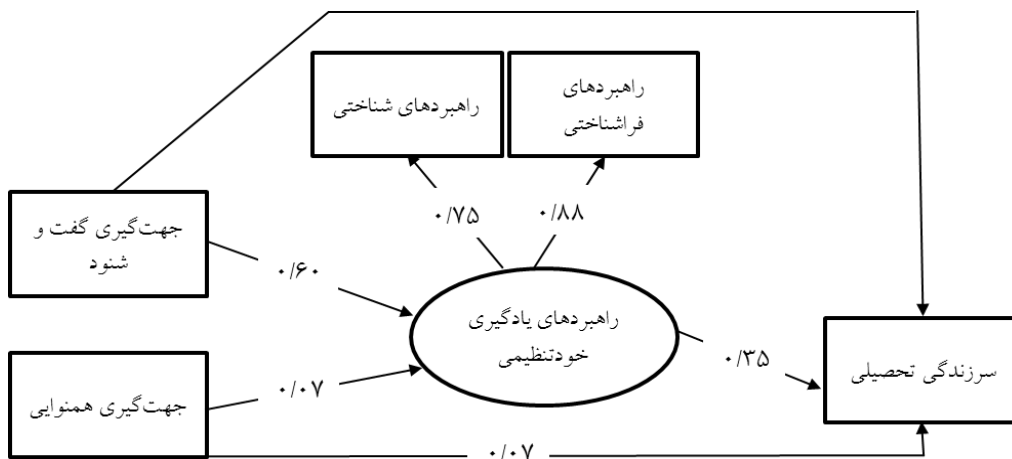 راهبردهای شناختی
راهبردهای
فراشناختی
جهت‌گیری گفت و
شنود
۰/۷۵
۰/۸۸
۰/۶۰
راهبردهای یادگیری
خودتنظیمی
۰/۳۵
سرزندگی تحصیلی
جهت‌گیری همنوایی
۰/۰۷
۰/۰۷